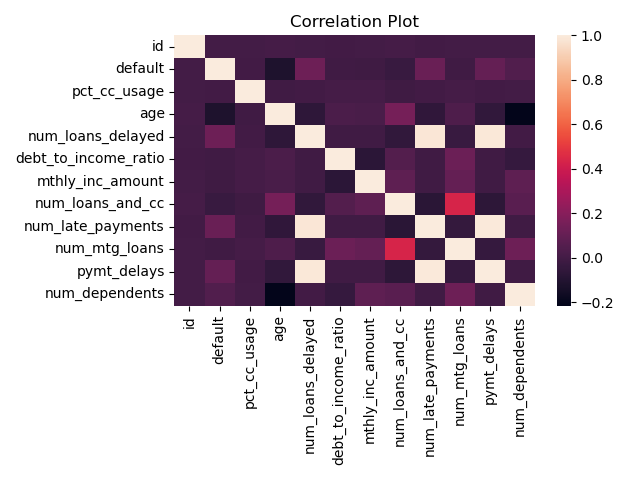 Correlation Plot
id
default
pct_cc_usage
age
num_loans_delayed
debt_to_income_ratio
mthly_inc_amount
num_loans_and_cc
num_late_payments
num_mtg_loans
pymt_delays
num_dependents
id
default
pct_cc_usage
age
num_loans_delayed
debt_to_income_ratio
mthly_inc_amount
num_loans_and_cc
num_late_payments
num_mtg_loans
pymt_delays
num_dependents
1.0
0.8
0.6
0.4
0.2
0.0
−0.2